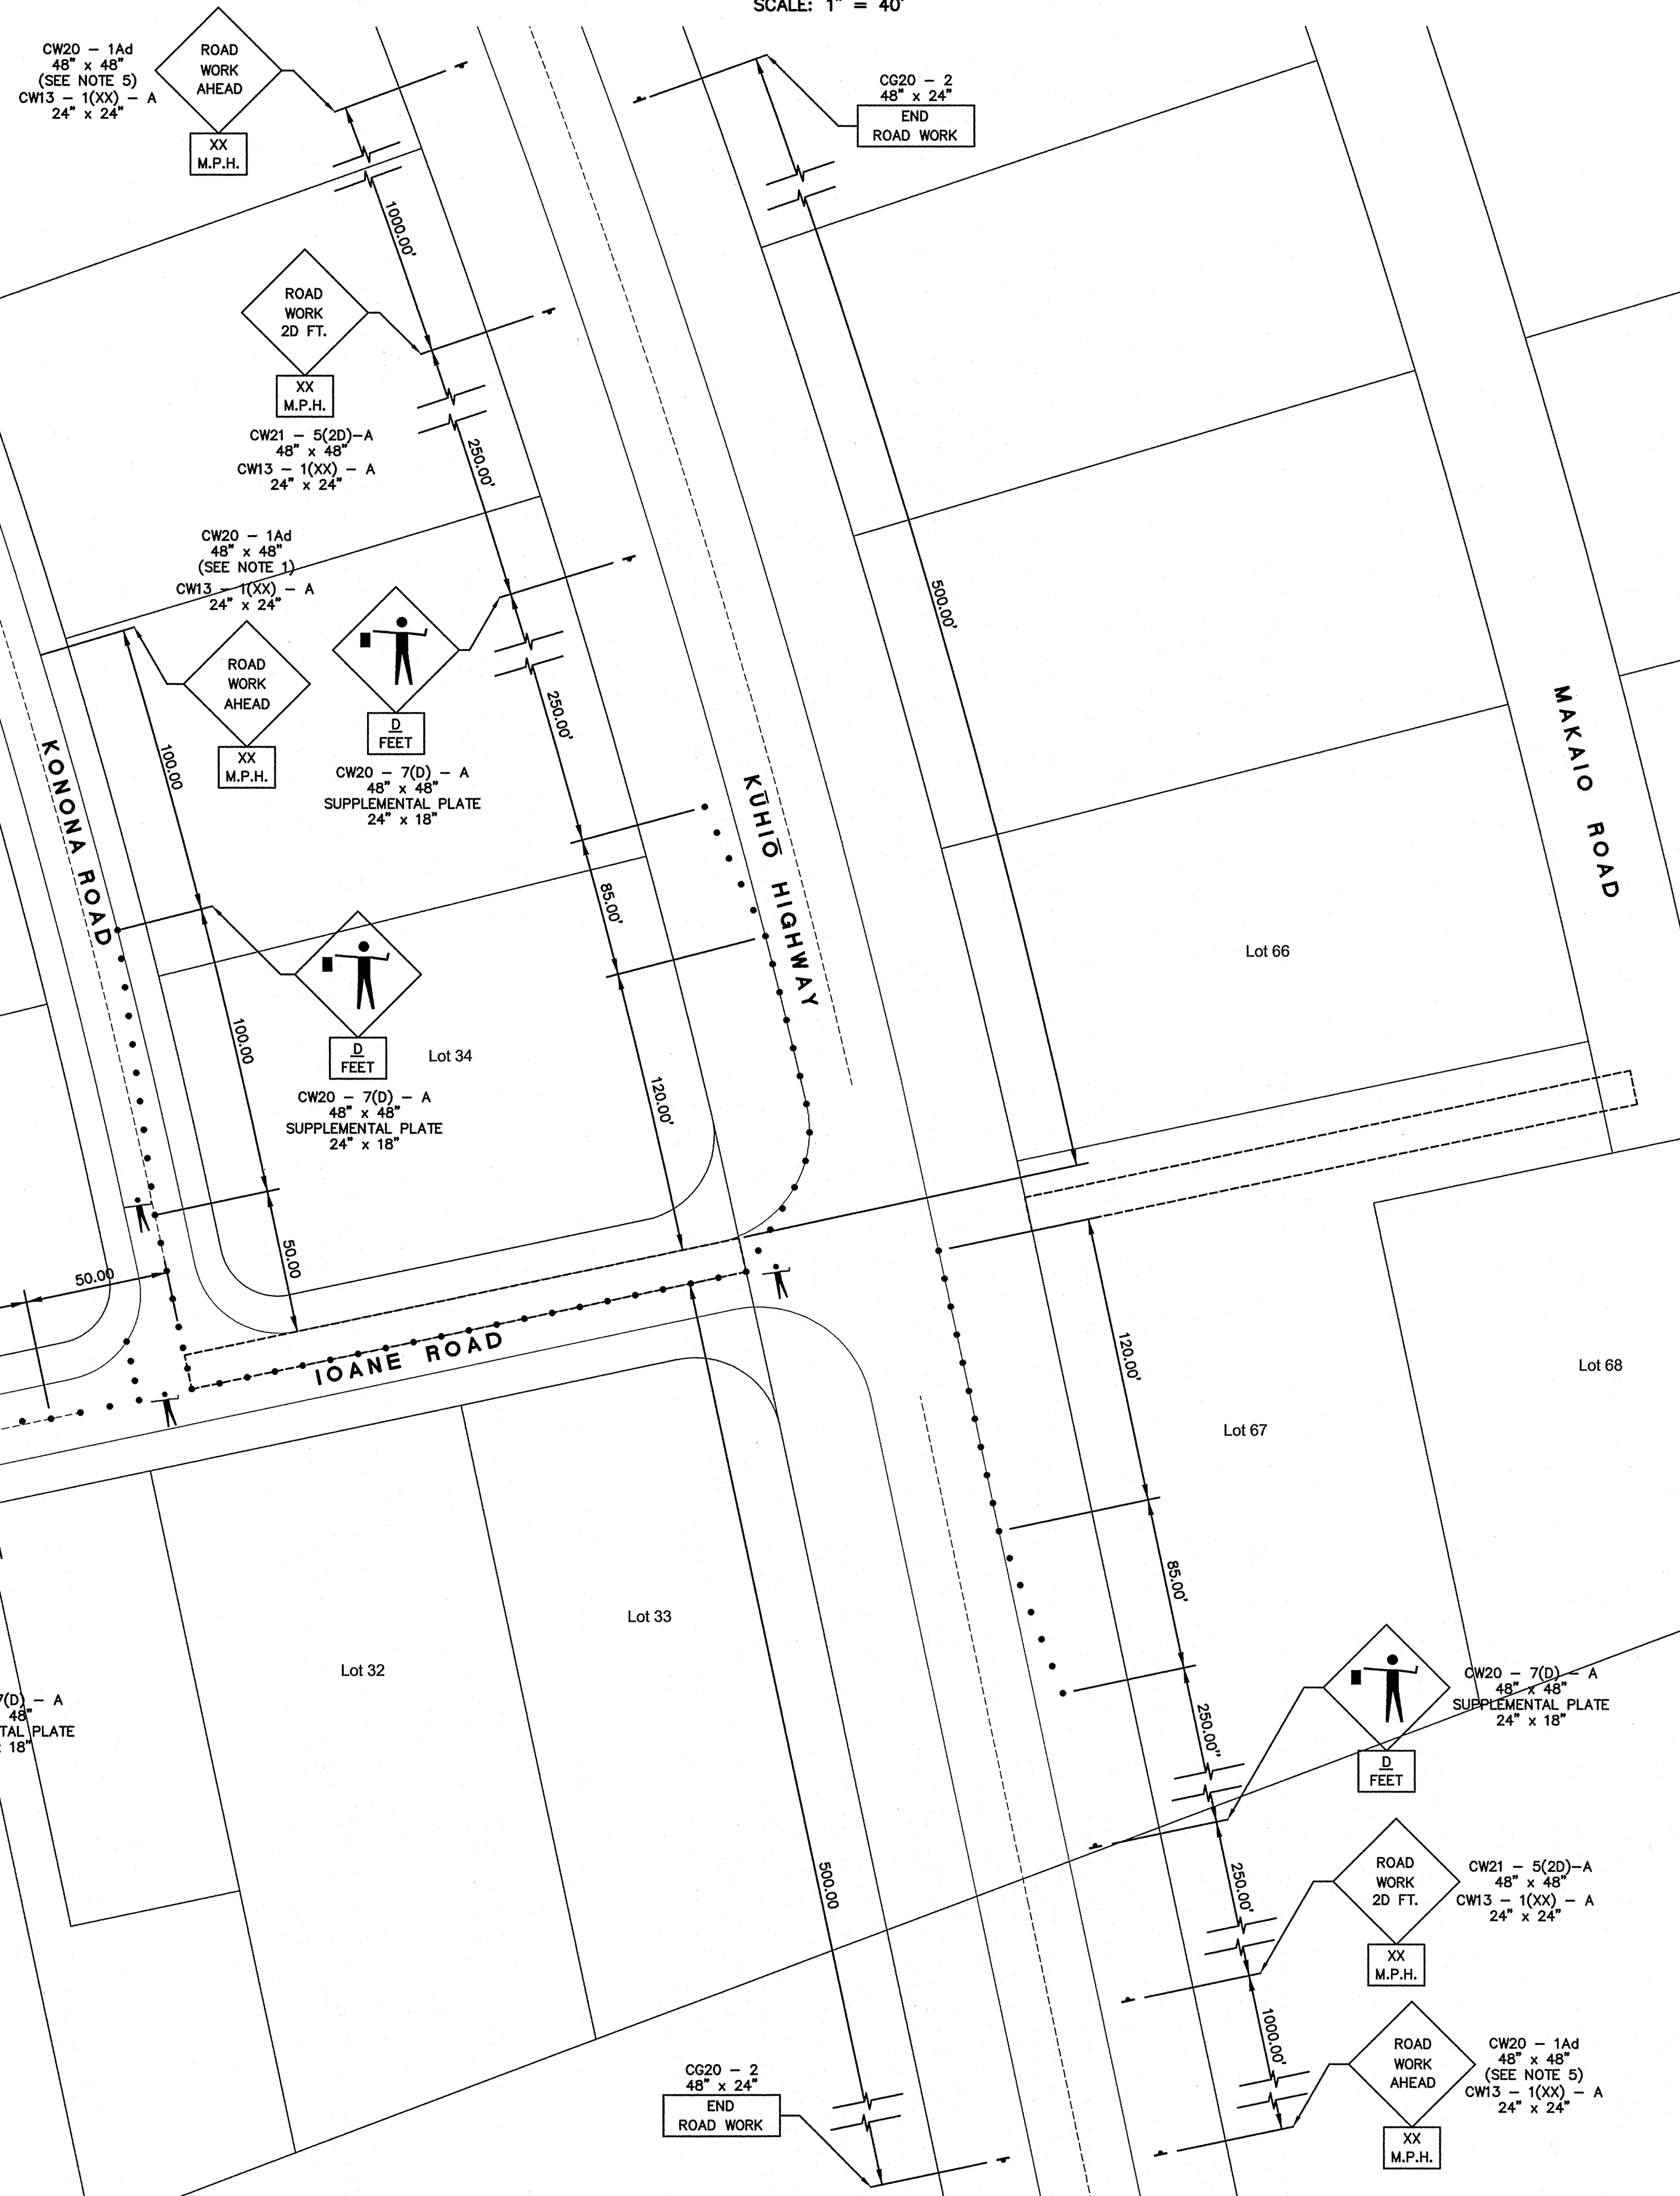 SCALE: 1" = 40'
CW20 - 1Ad
48" x 48"
(SEE NOTE 5)
CW13 - 1(XX) - A
24" x 24"
ROAD
WORK
AHEAD
XX
M.P.H.
CG20 - 2
48" x 24"
END
ROAD WORK
1000.00'
ROAD
WORK
2D FT.
XX
M.P.H.
CW21 - 5(2D)-A
48" x 48"
CW13 - 1(XX) - A
24" x 24"
250.00'
CW20 - 1Ad
48" x 48"
(SEE NOTE 1)
CW13 - 1(XX) - A
24" x 24"
ROAD
WORK
AHEAD
XX
M.P.H.
D
FEET
CW20 - 7(D) - A
48" x 48"
SUPPLEMENTAL PLATE
24" x 18"
500.00'
250.00'
KONONA ROAD
100.00
KŪHIŌ HIGHWAY
MAKAIO ROAD
85.00'
Lot 66
100.00
D
FEET
Lot 34
CW20 - 7(D) - A
48" x 48"
SUPPLEMENTAL PLATE
24" x 18"
120.00'
50.00
50.00
IOANE ROAD
120.00'
Lot 68
Lot 67
85.00'
Lot 33
Lot 32
7(D) - A
48"
TAL PLATE
x 18"
250.00"
CW20 - 7(D) - A
48" x 48"
SUPPLEMENTAL PLATE
24" x 18"
D
FEET
500.00
250.00'
ROAD
WORK
2D FT.
XX
M.P.H.
CW21 - 5(2D)-A
48" x 48"
CW13 - 1(XX) - A
24" x 24"
1000.00'
ROAD
WORK
AHEAD
XX
M.P.H.
CW20 - 1Ad
48" x 48"
(SEE NOTE 5)
CW13 - 1(XX) - A
24" x 24"
CG20 - 2
48" x 24"
END
ROAD WORK